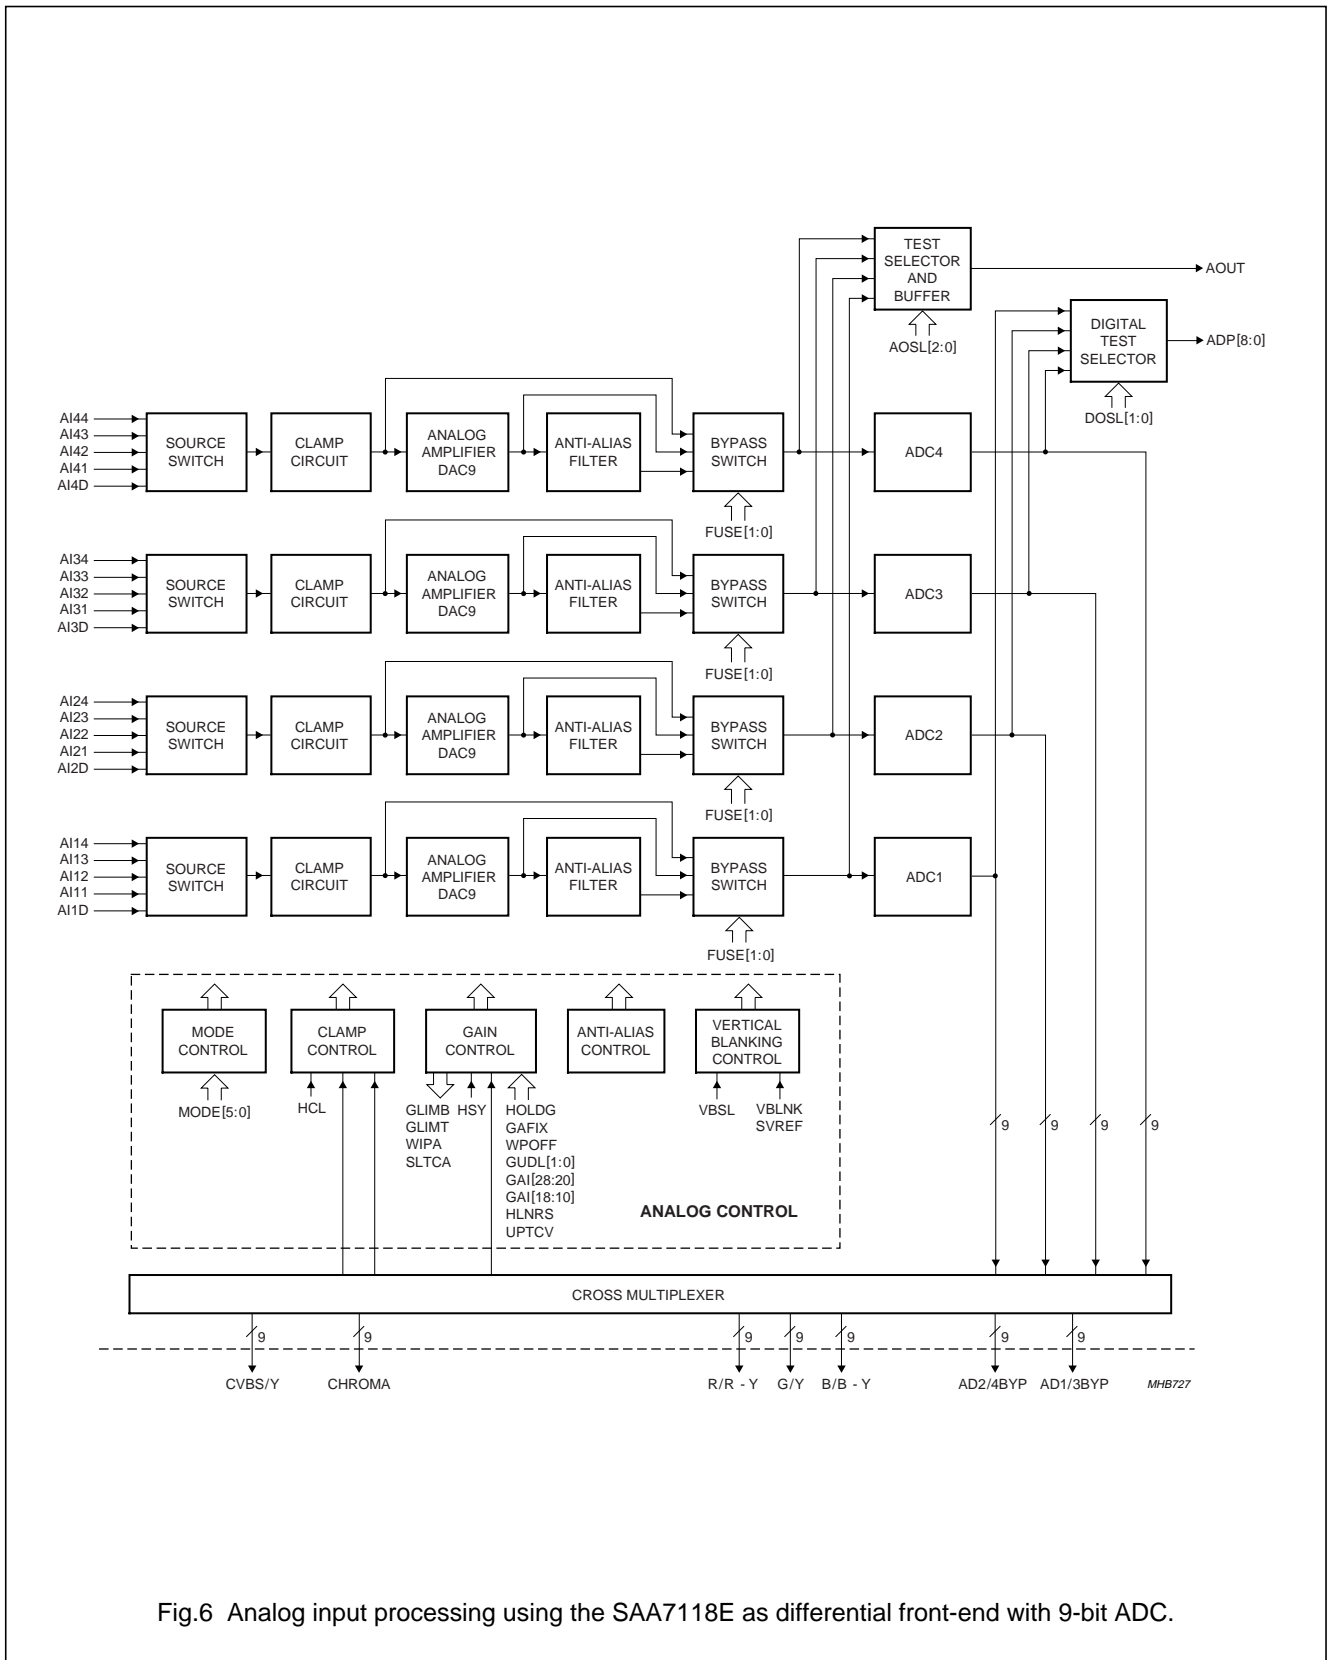 TEST
SELECTOR
AND
BUFFER
AOUT
AOSL[2:0]
DIGITAL
TEST
SELECTOR
ADP[8:0]
DOSL[1:0]
AI44
AI43
AI42
AI41
AI4D
SOURCE
SWITCH
CLAMP
CIRCUIT
ANALOG
AMPLIFIER
DAC9
ANTI-ALIAS
FILTER
BYPASS
SWITCH
ADC4
FUSE[1:0]
AI34
AI33
AI32
AI31
AI3D
SOURCE
SWITCH
CLAMP
CIRCUIT
ANALOG
AMPLIFIER
DAC9
ANTI-ALIAS
FILTER
BYPASS
SWITCH
ADC3
FUSE[1:0]
AI24
AI23
AI22
AI21
AI2D
SOURCE
SWITCH
CLAMP
CIRCUIT
ANALOG
AMPLIFIER
DAC9
ANTI-ALIAS
FILTER
BYPASS
SWITCH
ADC2
FUSE[1:0]
AI14
AI13
AI12
AI11
AI1D
SOURCE
SWITCH
CLAMP
CIRCUIT
ANALOG
AMPLIFIER
DAC9
ANTI-ALIAS
FILTER
BYPASS
SWITCH
ADC1
FUSE[1:0]
MODE
CONTROL
MODE[5:0]
CLAMP
CONTROL
HCL
GAIN
CONTROL
GLIMB
GLIMT
WIPA
SLTCA
HSY
HOLDG
GAFIX
WPOFF
GUDL[1:0]
GAI[28:20]
GAI[18:10]
HLNRS
UPTCV
ANTI-ALIAS
CONTROL
VERTICAL
BLANKING
CONTROL
VBSL
VBLNK
SVREF
ANALOG CONTROL
9
9
9
9
CROSS MULTIPLEXER
9
9
9
9
9
9
9
CVBS/Y
CHROMA
R/R - Y
G/Y
B/B - Y
AD2/4BYP
AD1/3BYP
MHB727
Fig.6 Analog input processing using the SAA7118E as differential front-end with 9-bit ADC.